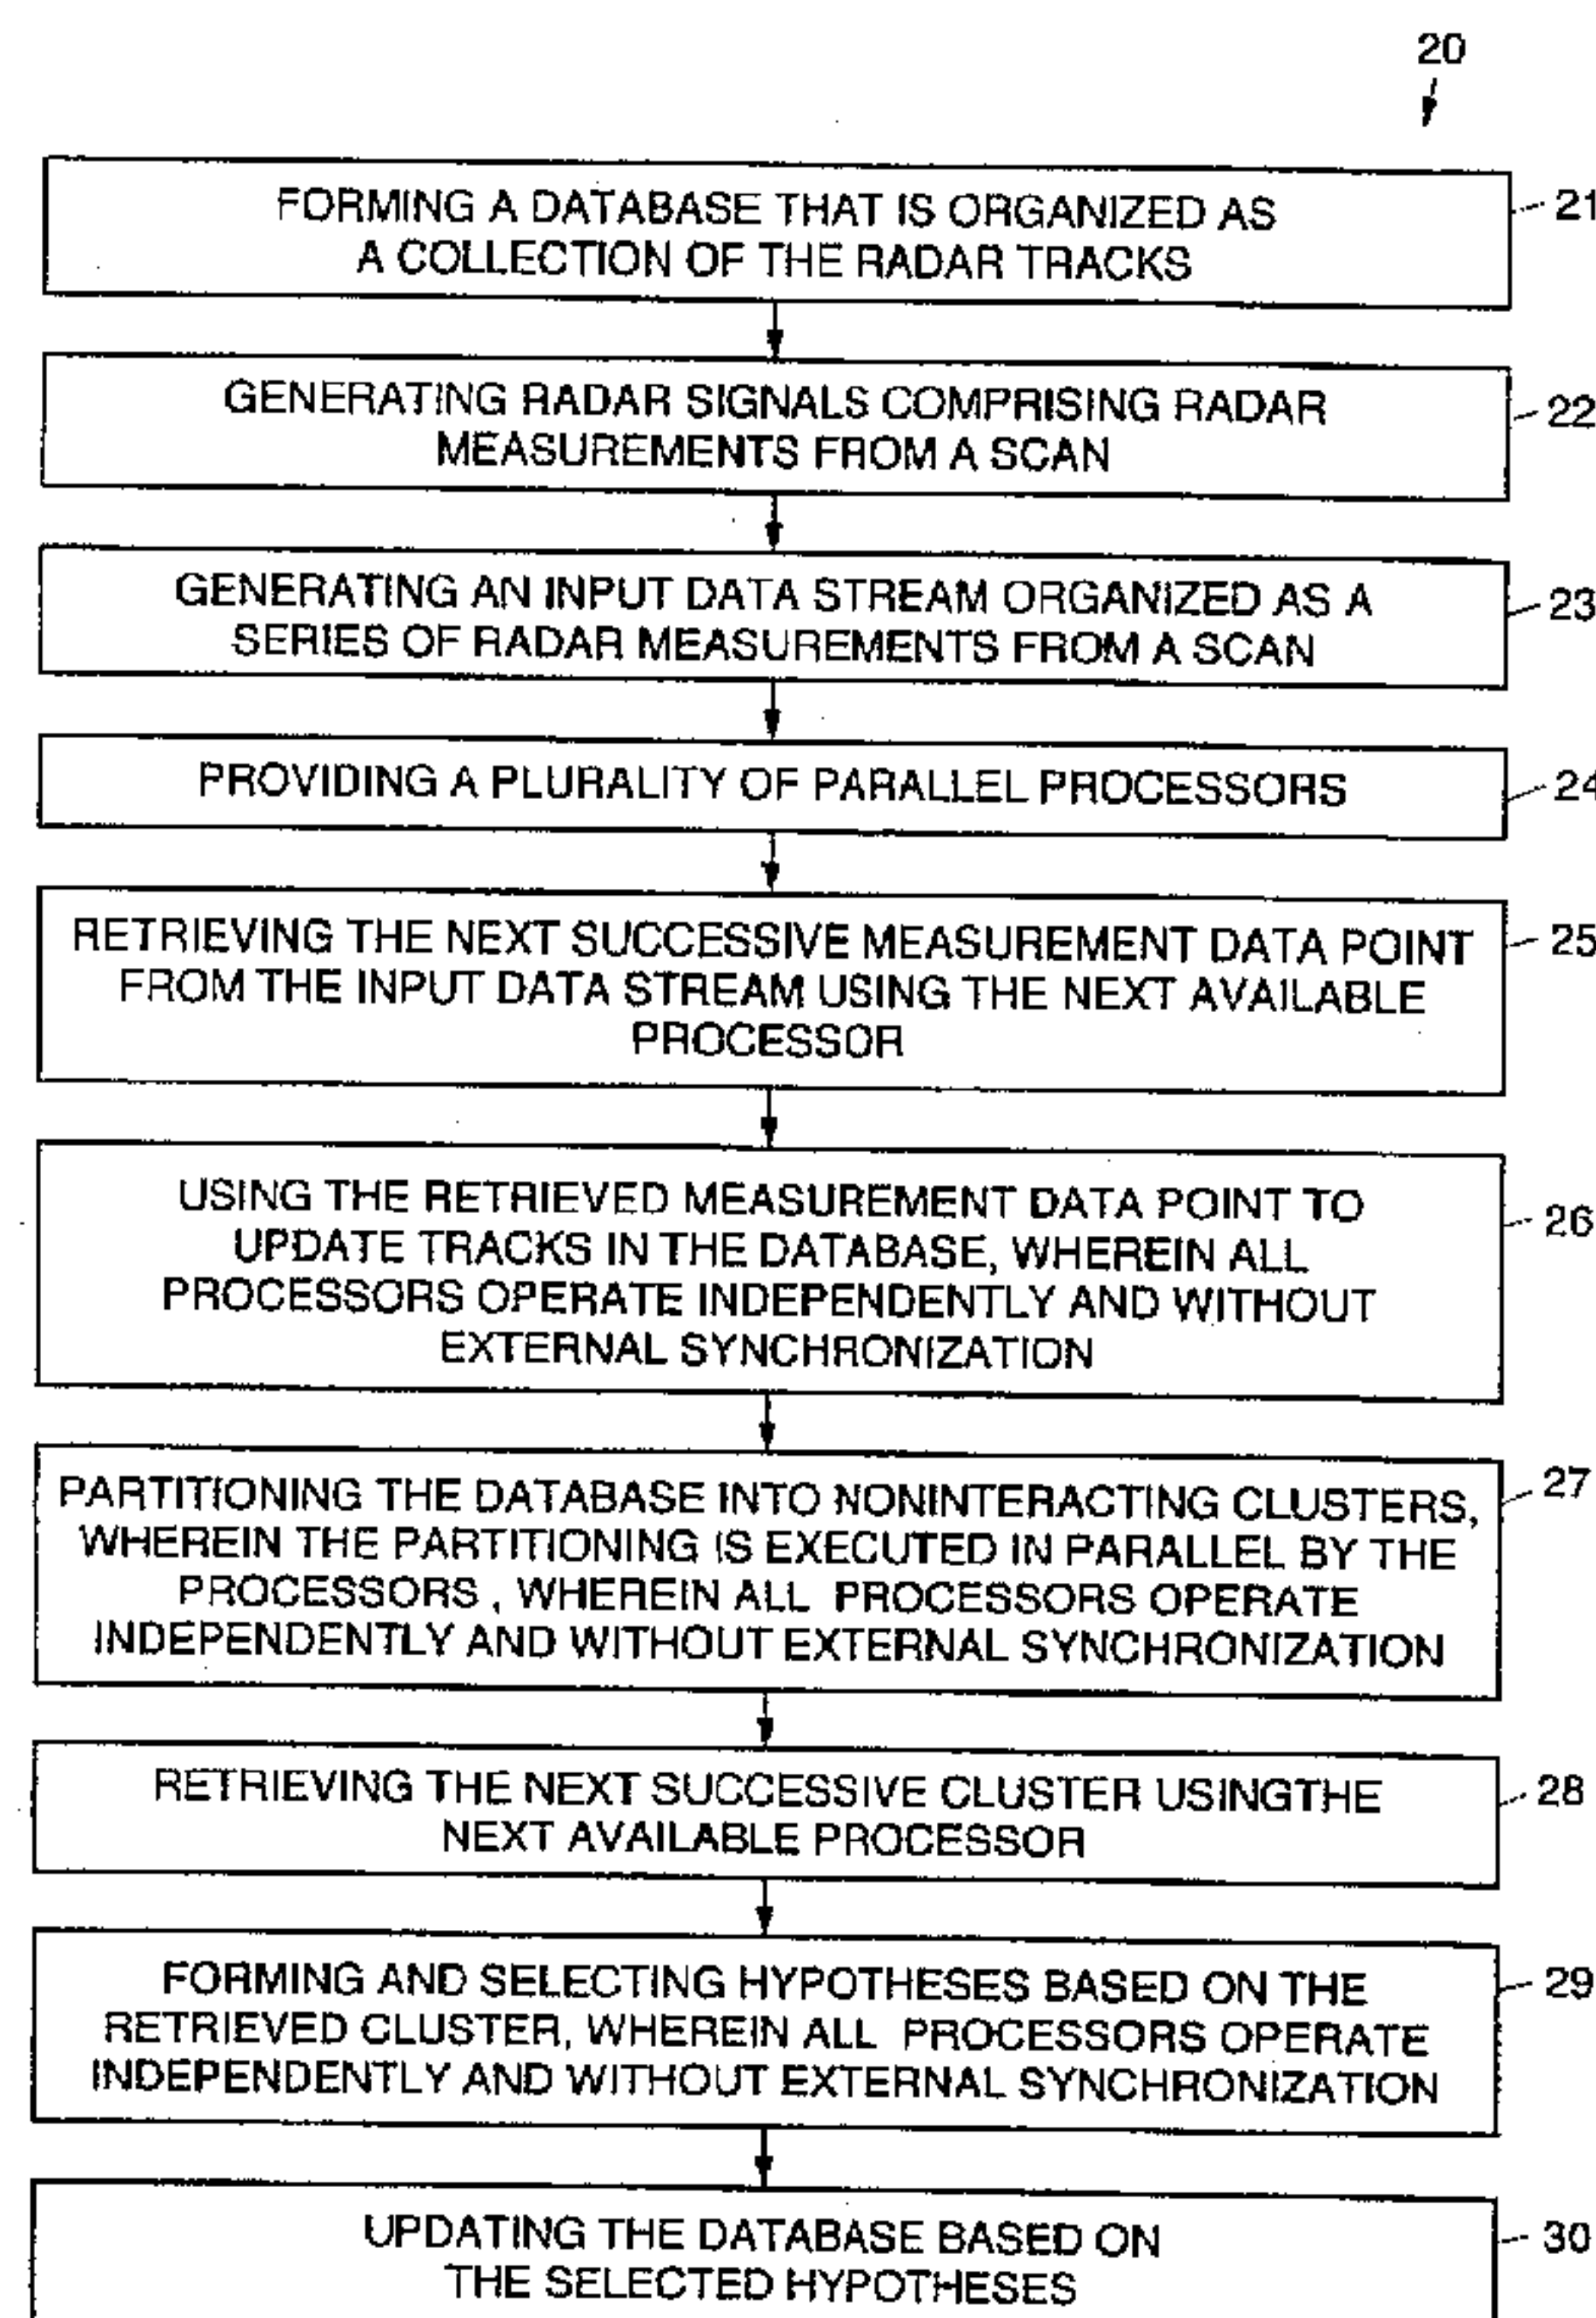 20
FORMING A DATABASE THAT IS ORGANIZED AS
A COLLECTION OF THE RADAR TRACKS
21
GENERATING RADAR SIGNALS COMPRISING RADAR
MEASUREMENTS FROM A SCAN
22
GENERATING AN INPUT DATA STREAM ORGANIZED AS A
SERIES OF RADAR MEASUREMENTS FROM A SCAN
23
PROVIDING A PLURALITY OF PARALLEL PROCESSORS
24
RETRIEVING THE NEXT SUCCESSIVE MEASUREMENT DATA POINT
FROM THE INPUT DATA STREAM USING THE NEXT AVAILABLE
PROCESSOR
25
USING THE RETRIEVED MEASUREMENT DATA POINT TO
UPDATE TRACKS IN THE DATABASE, WHEREIN ALL
PROCESSORS OPERATE INDEPENDENTLY AND WITHOUT
EXTERNAL SYNCHRONIZATION
26
PARTITIONING THE DATABASE INTO NONINTERACTING CLUSTERS,
WHEREIN THE PARTITIONING IS EXECUTED IN PARALLEL BY THE
PROCESSORS , WHEREIN ALL PROCESSORS OPERATE
INDEPENDENTLY AND WITHOUT EXTERNAL SYNCHRONIZATION
27
RETRIEVING THE NEXT SUCCESSIVE CLUSTER USINGTHE
NEXT AVAILABLE PROCESSOR
28
FORMING AND SELECTING HYPOTHESES BASED ON THE
RETRIEVED CLUSTER, WHEREIN ALL PROCESSORS OPERATE
INDEPENDENTLY AND WITHOUT EXTERNAL SYNCHRONIZATION
29
UPDATING THE DATABASE BASED ON
THE SELECTED HYPOTHESES
30